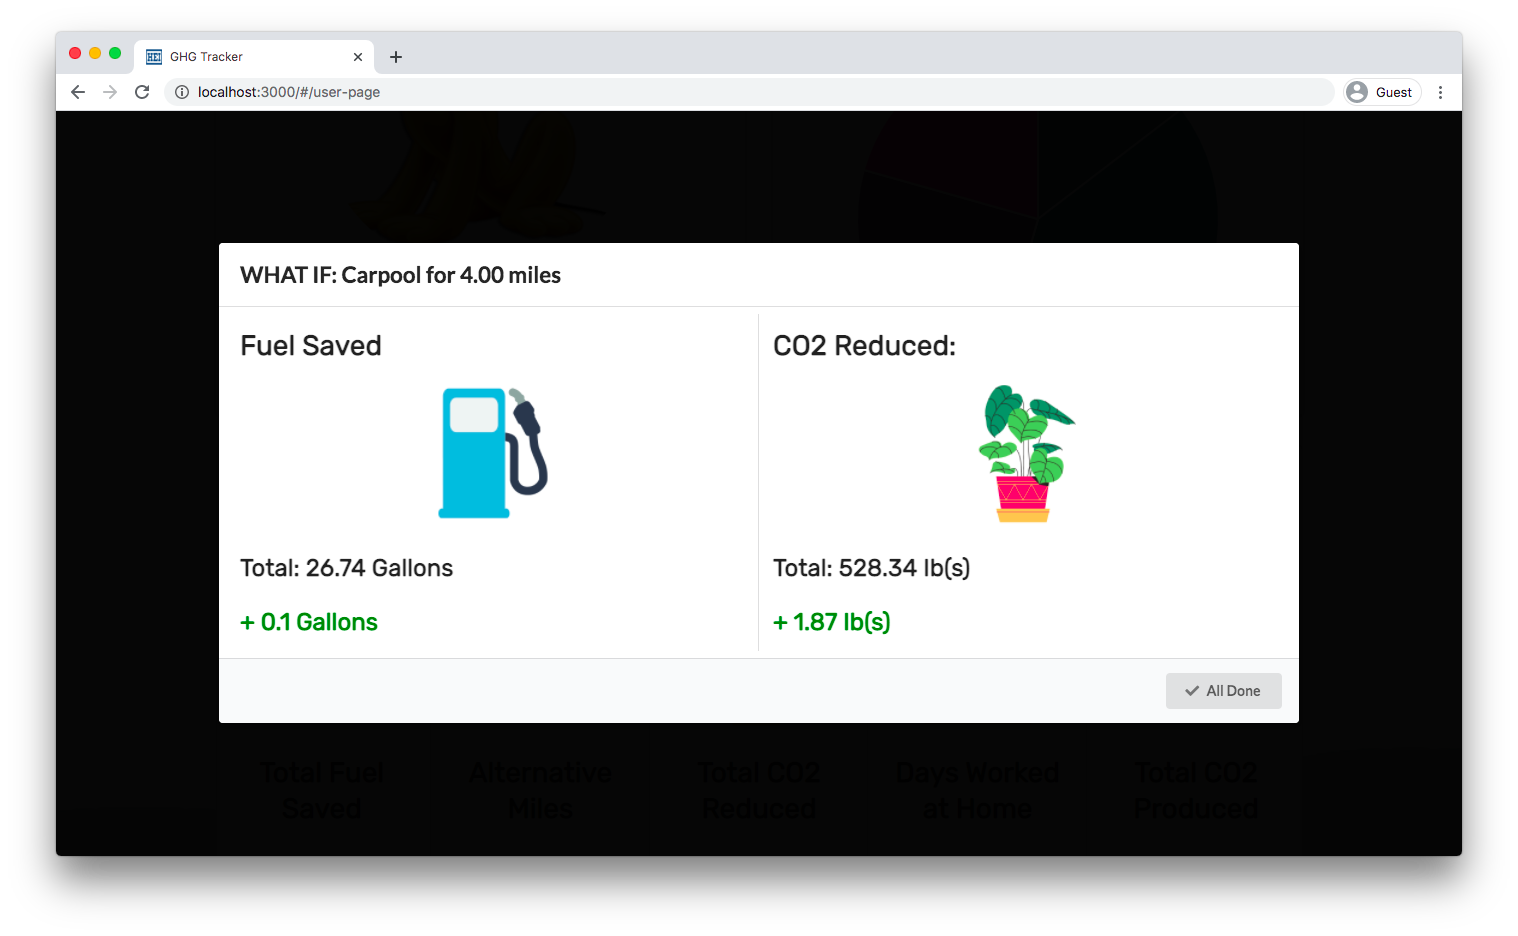 HEI
GHG Tracker
localhost:3000/#/user-page
Guest
WHAT IF: Carpool for 4.00 miles
Fuel Saved
CO2 Reduced:
Total: 26.74 Gallons
Total: 528.34 lb(s)
+ 0.1 Gallons
+ 1.87 lb(s)
All Done
Total Fuel
Saved
Alternative
Miles
Total CO2
Reduced
Days Worked
at Home
Total CO2
Produced